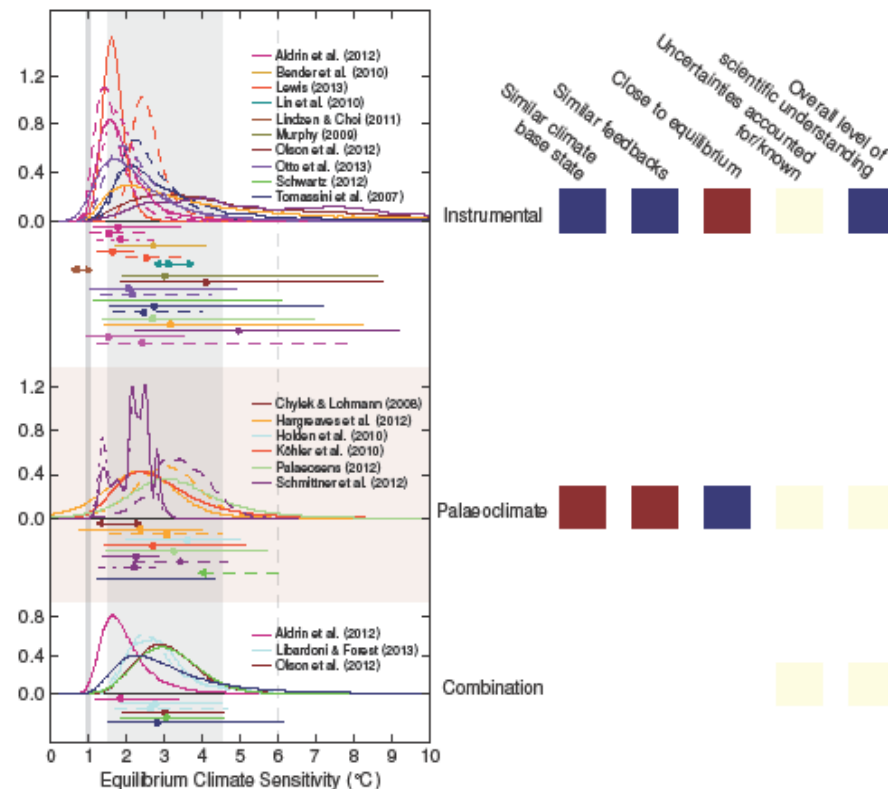 Similar climate
base state
Similar feedbacks
Close to equilibrium
Uncertainties accounted
for/known
Overall level of
scientific understanding
1.2
0.8
0.4
0.0
Aldrin et al. (2012)
Bender et al. (2010)
Lewis (2013)
Lin et al. (2010)
Lindzen & Choi (2011)
Murphy (2009)
Olson et al. (2012)
Otto et al. (2013)
Schwartz (2012)
Tomassini et al. (2007)
Instrumental
1.2
0.8
0.4
0.0
Chylek & Lohmann (2008)
Hargreaves et al. (2012)
Holden et al. (2010)
Köhler et al. (2010)
Palaeosens (2012)
Schmittner et al. (2012)
Palaeoclimate
0.8
0.4
0.0
Aldrin et al. (2012)
Libardoni & Forest (2013)
Olson et al. (2012)
Combination
0 1 2 3 4 5 6 7 8 9 10
Equilibrium Climate Sensitivity (°C)